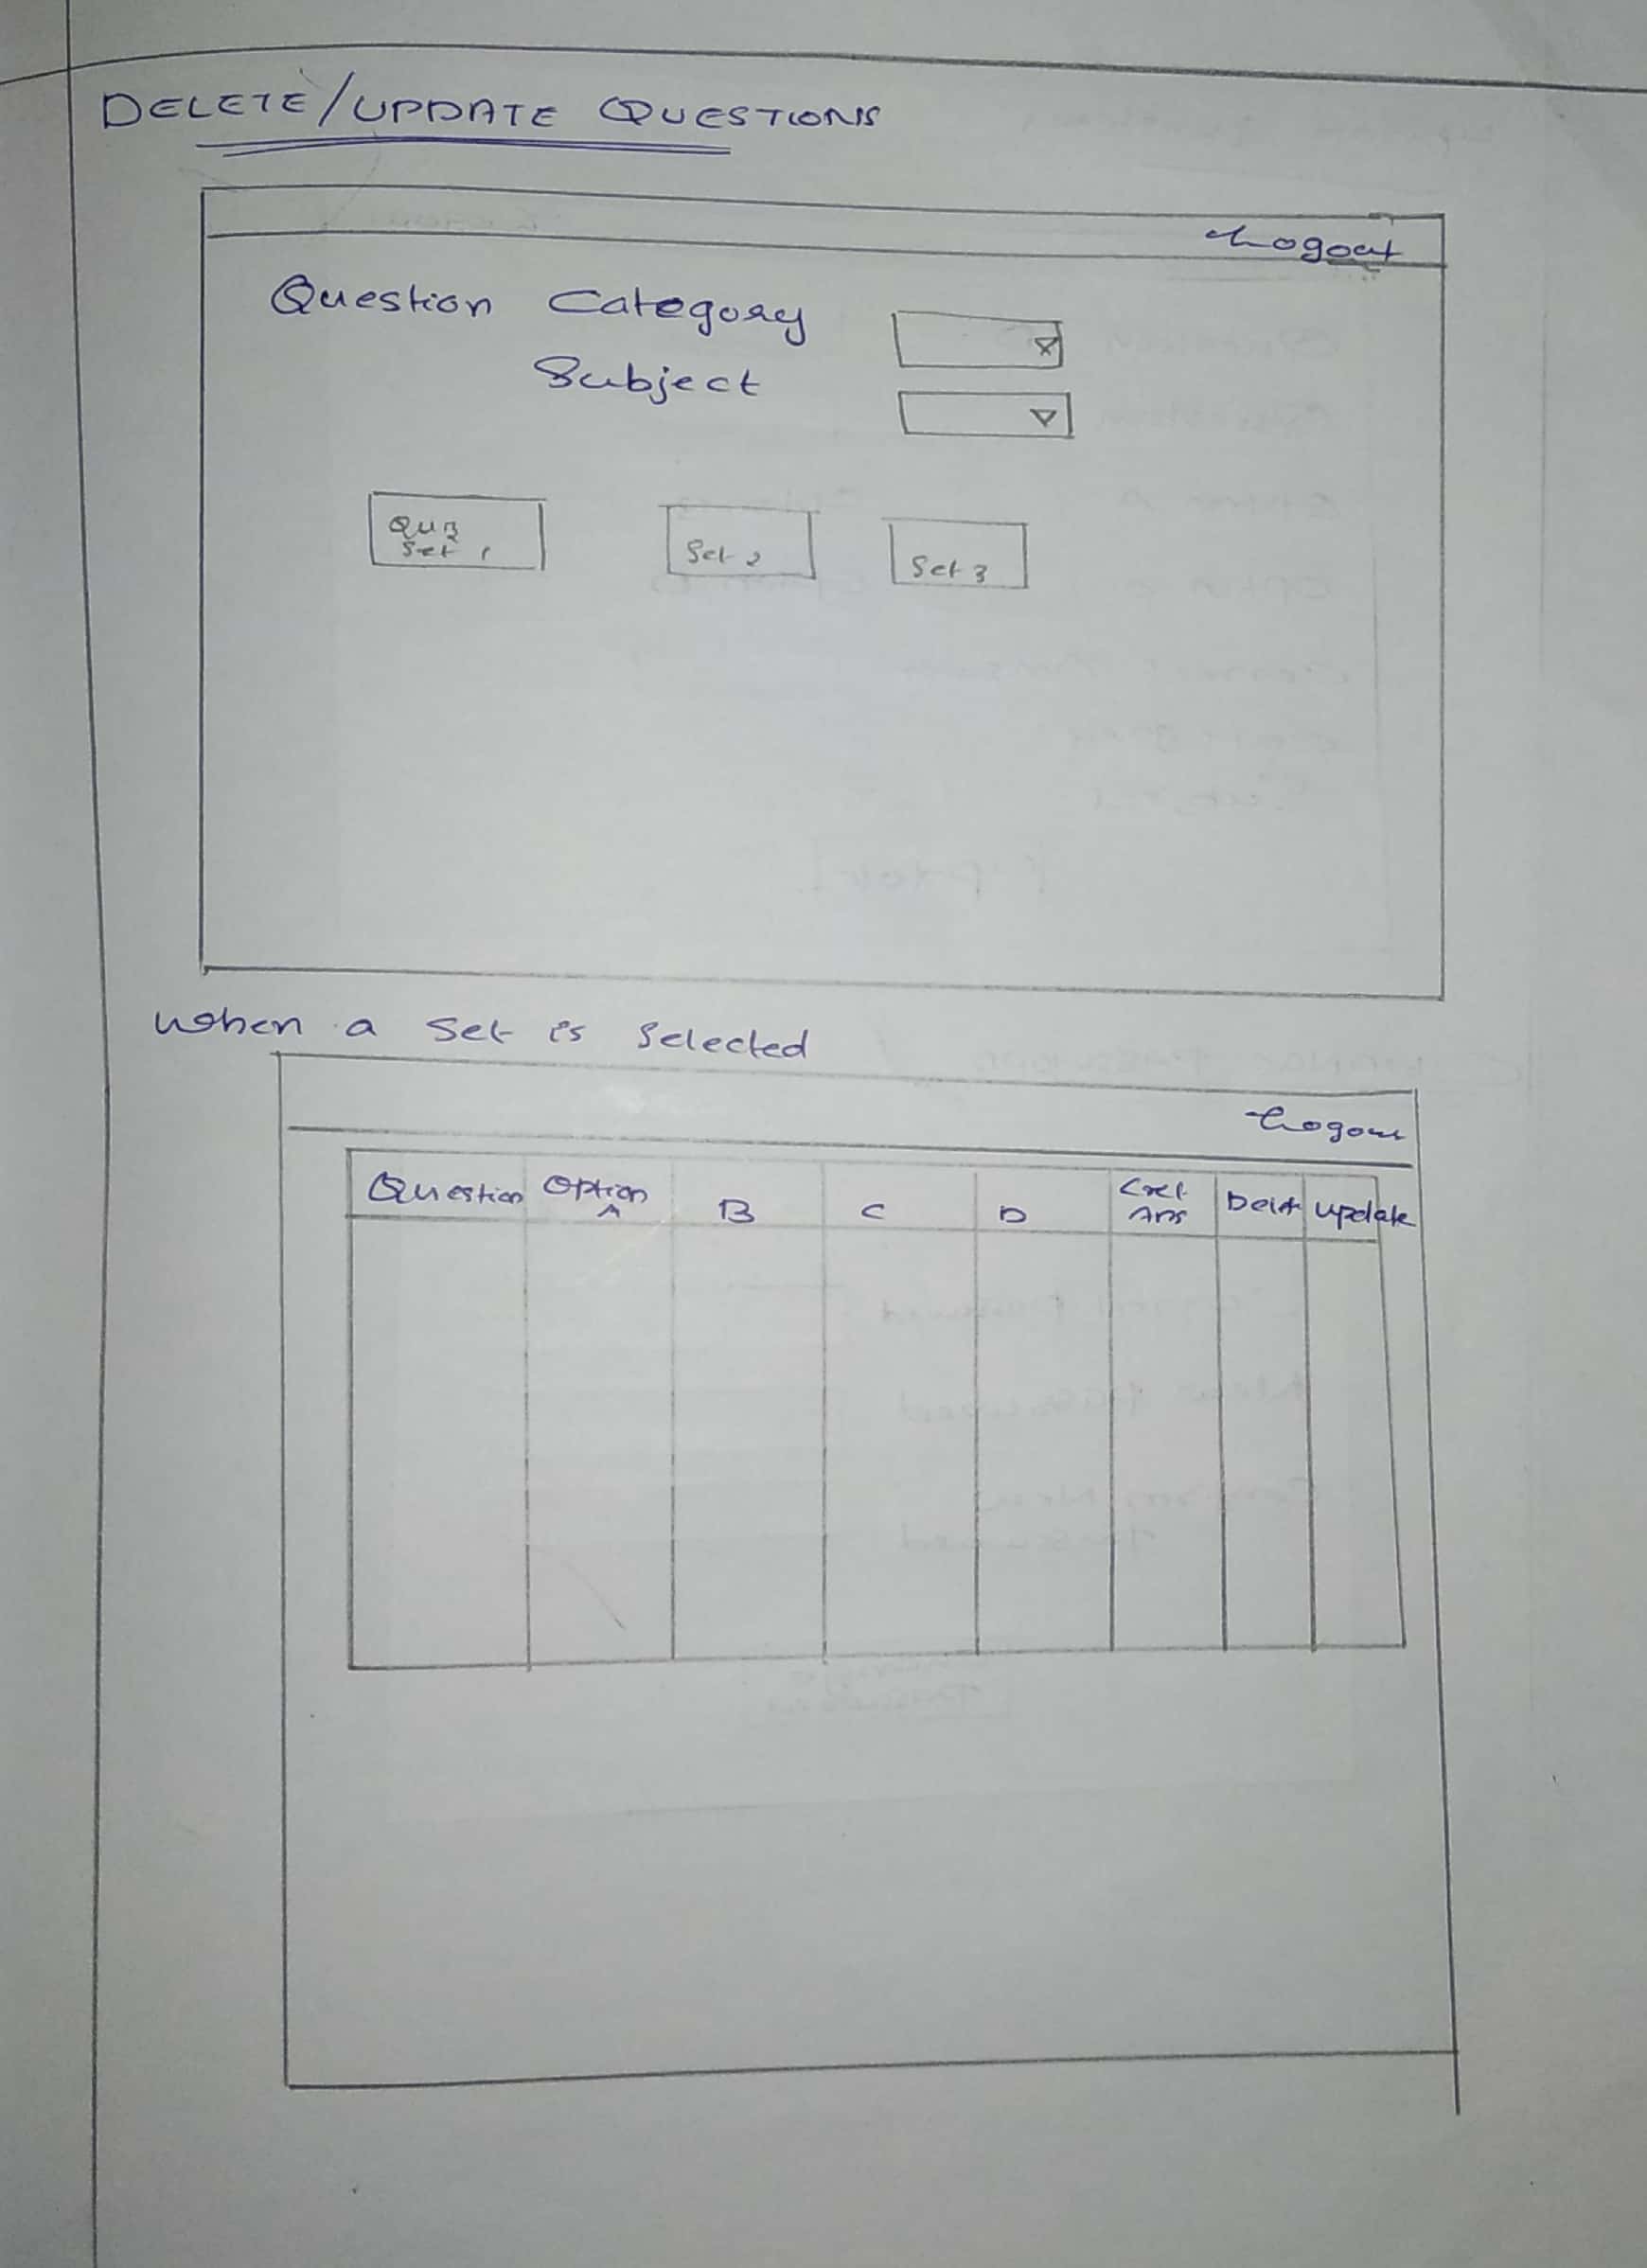 DELETE/UPDATE QUESTIONS
Logout
Question Category
Subject
Quiz
Set 1
Set 2
Set 3
When a Set is Selected
Logout
Question
Option
A
B
C
D
Crct
Ans
Delt
Update